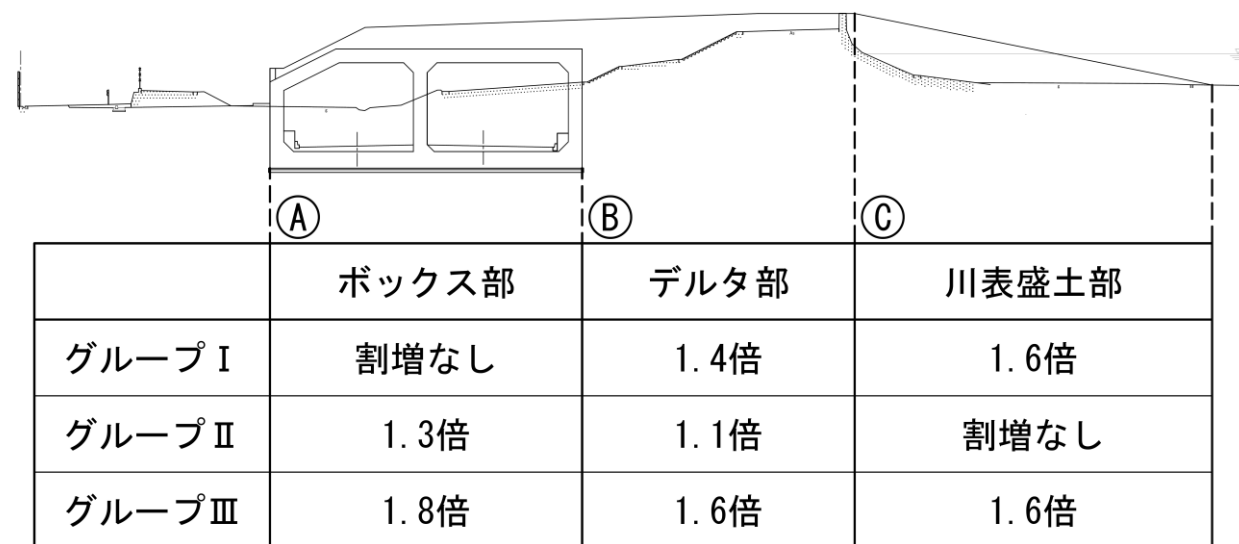 Ⓐ Ⓑ Ⓒ
ボックス部 デルタ部 川表盛土部
グループⅠ 割増なし 1.4倍 1.6倍
グループⅡ 1.3倍 1.1倍 割増なし
グループⅢ 1.8倍 1.6倍 1.6倍